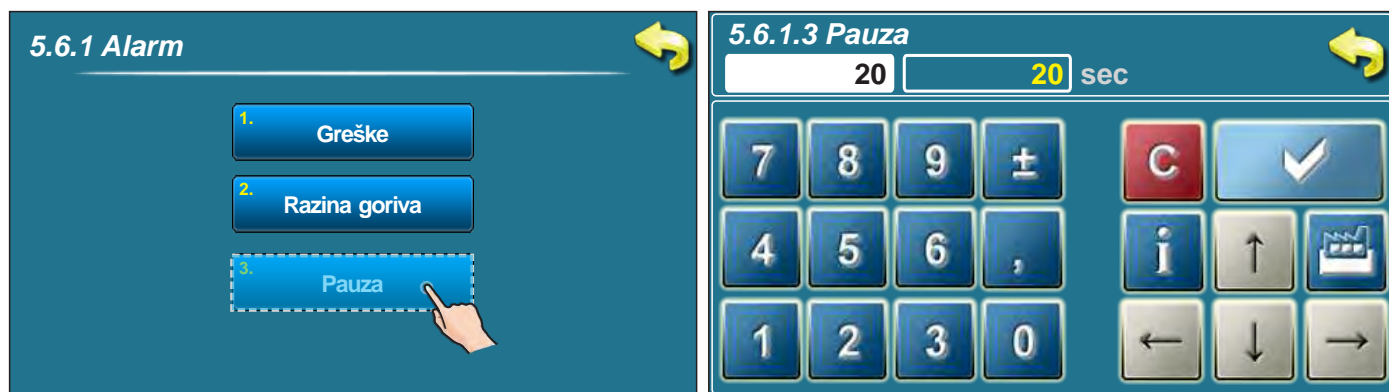 5.6.1 Alarm
1.
Greške
2.
Razina goriva
3.
Pauza
5.6.1.3 Pauza
20 20 sec
7 8 9 ± C
4 5 6 , i ↑
1 2 3 0 ← ↓ →